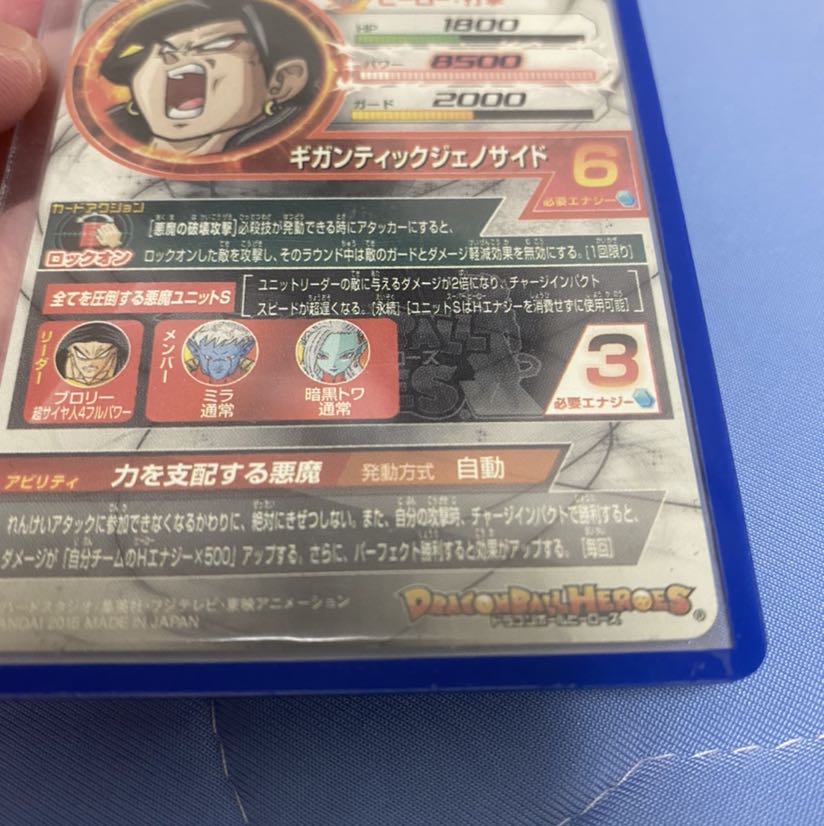 ヒーロー・打撃
HP 1800
パワー 8500
ガード 2000
ギガンティックジェノサイド 6
必要エナジー
カードアクション
ロックオン
[悪魔の破壊攻撃]必殺技が発動できる時にアタッカーにすると、
ロックオンした敵を攻撃し、そのラウンド中は敵のガードとダメージ軽減効果を無効にする。[1回限り]
全てを圧倒する悪魔ユニットS
ユニットリーダーの敵に与えるダメージが2倍になり、チャージインパクト
スピードが超遅くなる。[永続][ユニットSはHエナジーを消費せずに使用可能]
リーダー
ブロリー
超サイヤ人4フルパワー
メンバー
ミラ
通常
暗黒トワ
通常
3
必要エナジー
アビリティ 力を支配する悪魔 発動方式 自動
れんけいアタックに参加できなくなるかわりに、絶対にきぜつしない。また、自分の攻撃時、チャージインパクトで勝利すると、
ダメージが「自分チームのHエナジー×500」アップする。さらに、パーフェクト勝利すると効果がアップする。[毎回]
バードスタジオ・集英社・フジテレビ・東映アニメーション
MADE IN JAPAN
DRAGONBALL HEROES®
ドラゴンボールヒーローズ